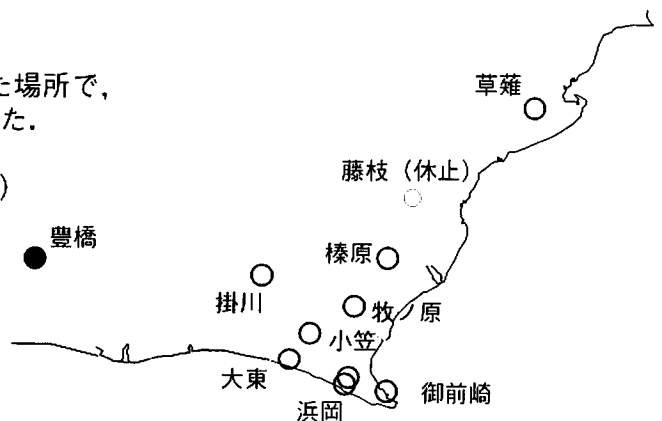 た場所で,
た.
)
草薙
藤枝 (休止)
豊橋
榛原
掛川
牧ノ原
小笠
大東
御前崎
浜岡